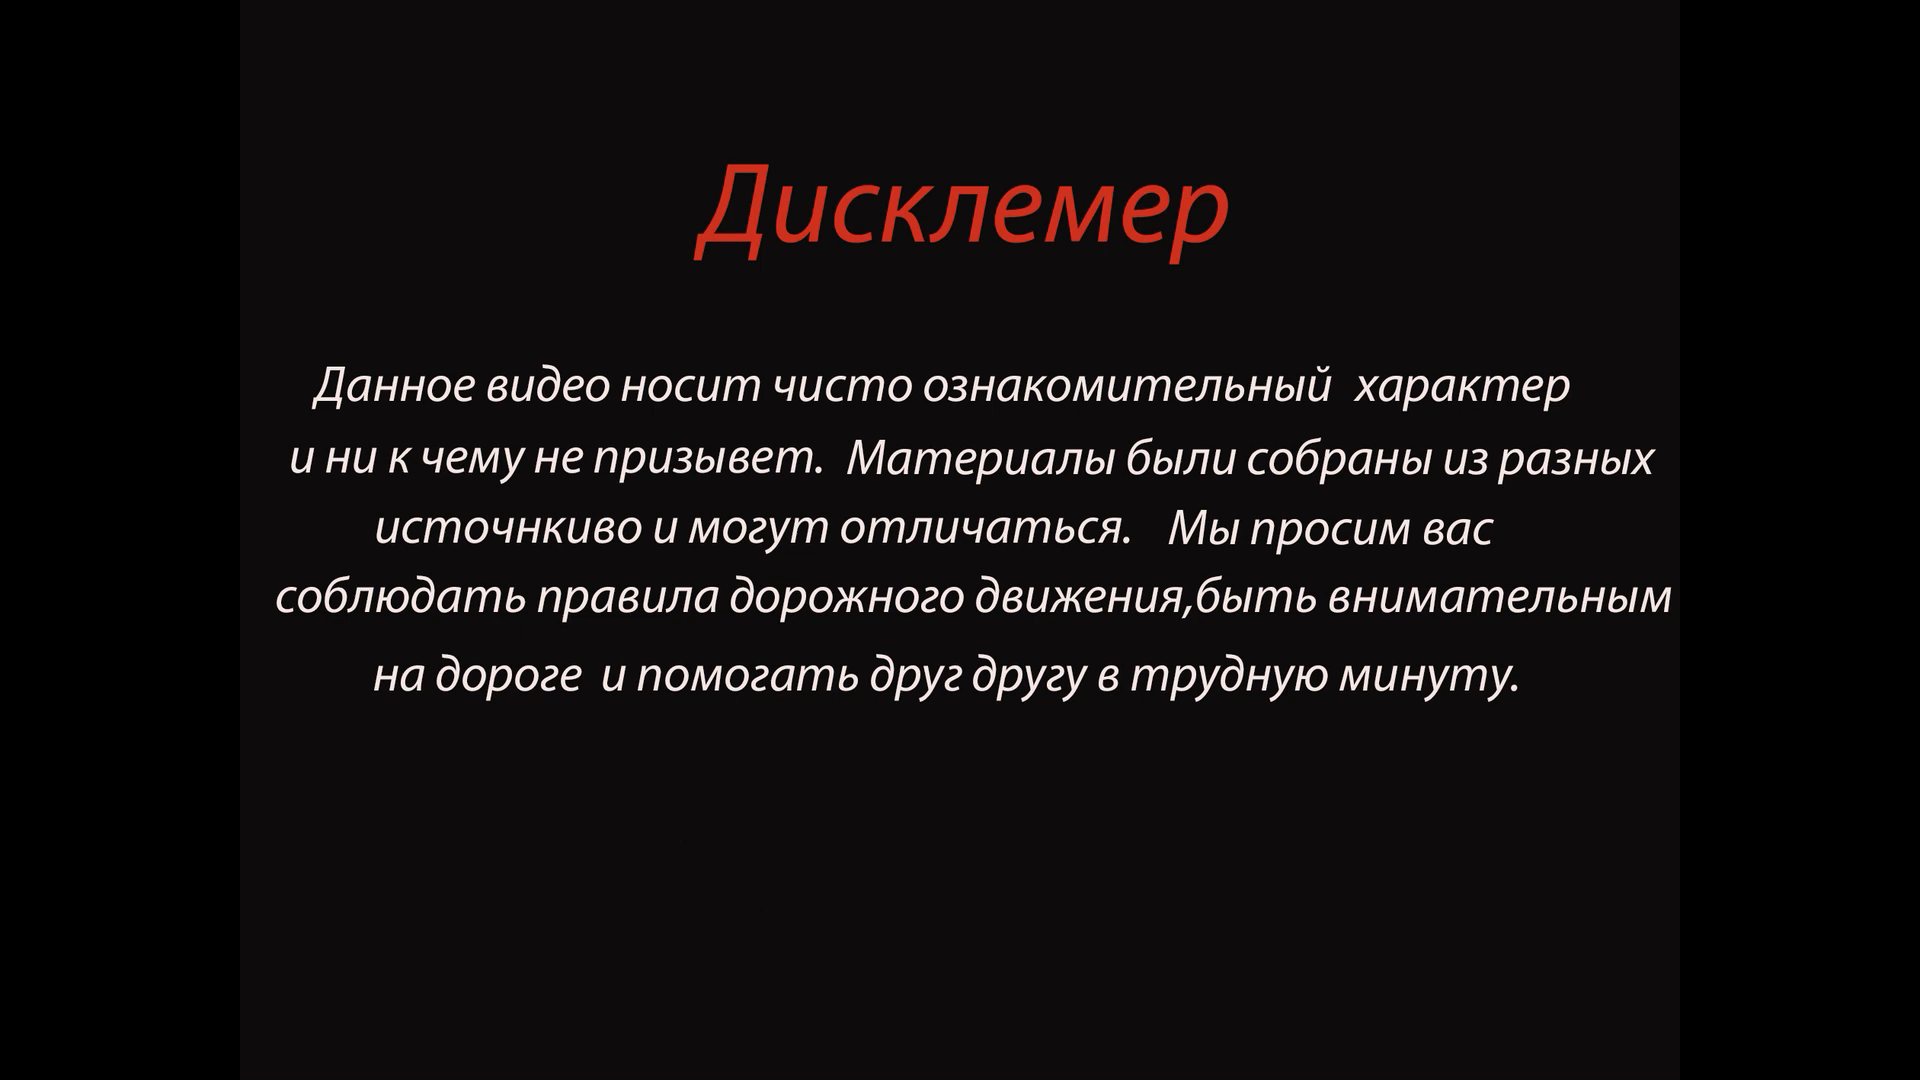 Дисклемер
Данное видео носит чисто ознакомительный характер
и ни к чему не призывет. Материалы были собраны из разных
источнкиво и могут отличаться. Мы просим вас
соблюдать правила дорожного движения,быть внимательным
на дороге и помогать друг другу в трудную минуту.